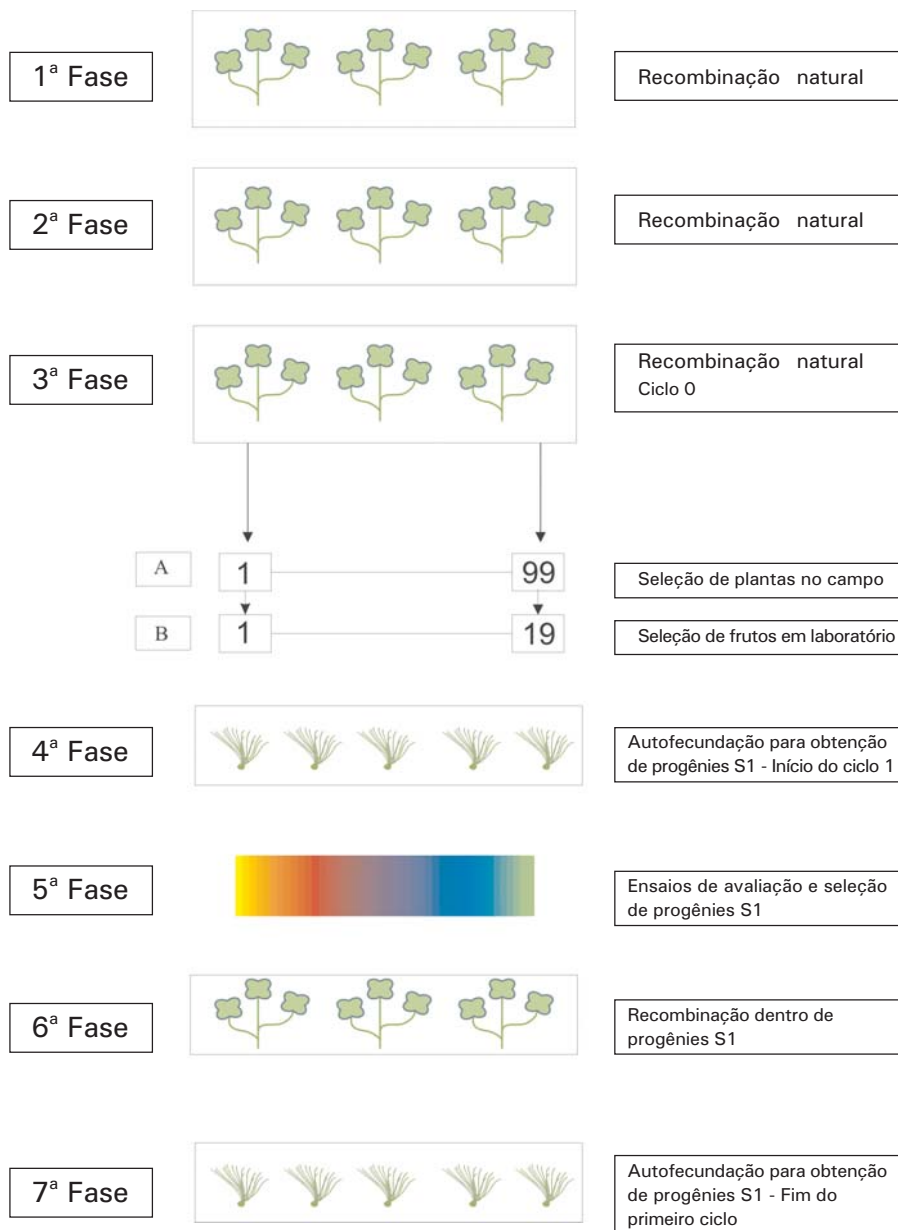 1ª Fase
Recombinação natural
2ª Fase
Recombinação natural
3ª Fase
Recombinação natural
Ciclo 0
A
1
99
Seleção de plantas no campo
B
1
19
Seleção de frutos em laboratório
4ª Fase
Autofecundação para obtenção
de progênies S1 - Início do ciclo 1
5ª Fase
Ensaios de avaliação e seleção
de progênies S1
6ª Fase
Recombinação dentro de
progênies S1
7ª Fase
Autofecundação para obtenção
de progênies S1 - Fim do
primeiro ciclo